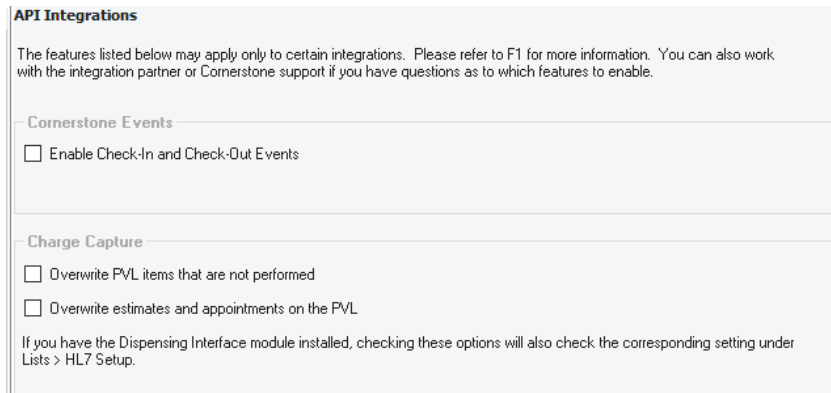 API Integrations
The features listed below may apply only to certain integrations. Please refer to F1 for more information. You can also work
with the integration partner or Cornerstone support if you have questions as to which features to enable.
Cornerstone Events
Enable Check-In and Check-Out Events
Charge Capture
Overwrite PVL items that are not performed
Overwrite estimates and appointments on the PVL
If you have the Dispensing Interface module installed, checking these options will also check the corresponding setting under
Lists > HL7 Setup.